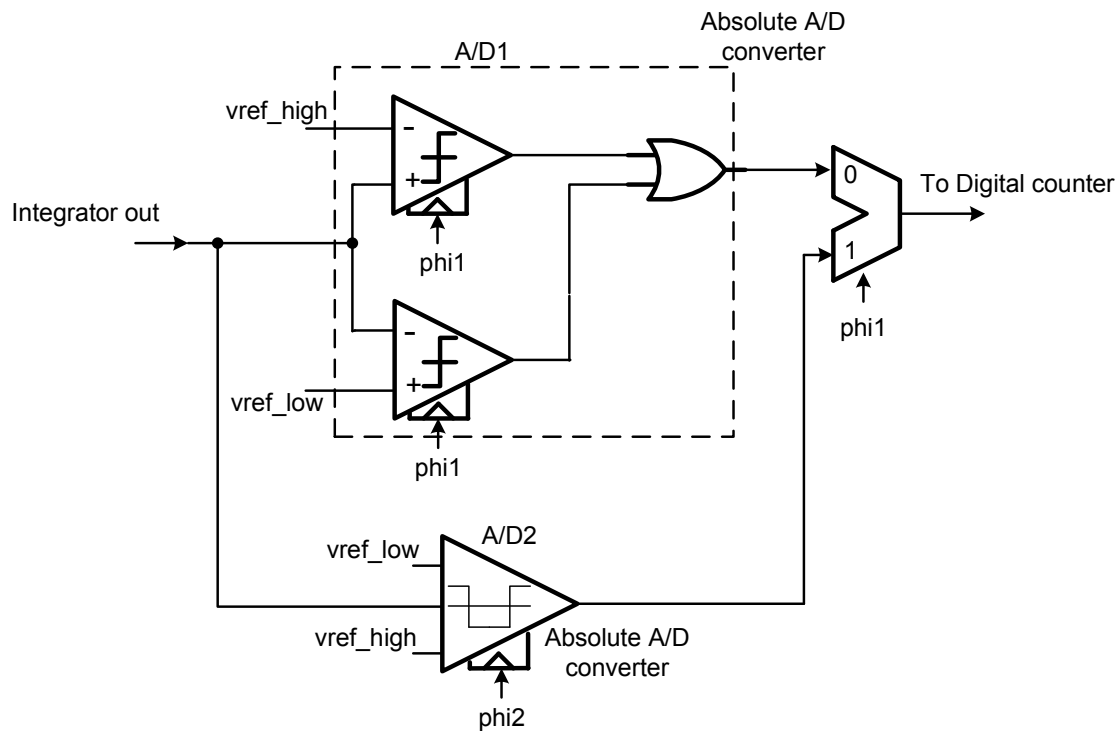 Absolute A/D
converter
A/D1
vref_high
-
+
phi1
0
To Digital counter
Integrator out
1
phi1
-
+
vref_low
phi1
A/D2
vref_low
vref_high
Absolute A/D
converter
phi2